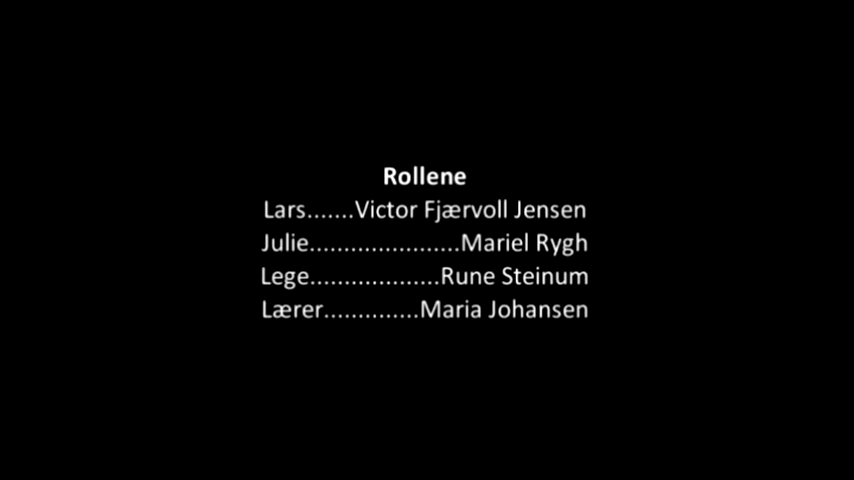 Rollene
Lars.......Victor Fjærvoll Jensen
Julie......................Mariel Rygh
Lege...................Rune Steinum
Lærer..............Maria Johansen